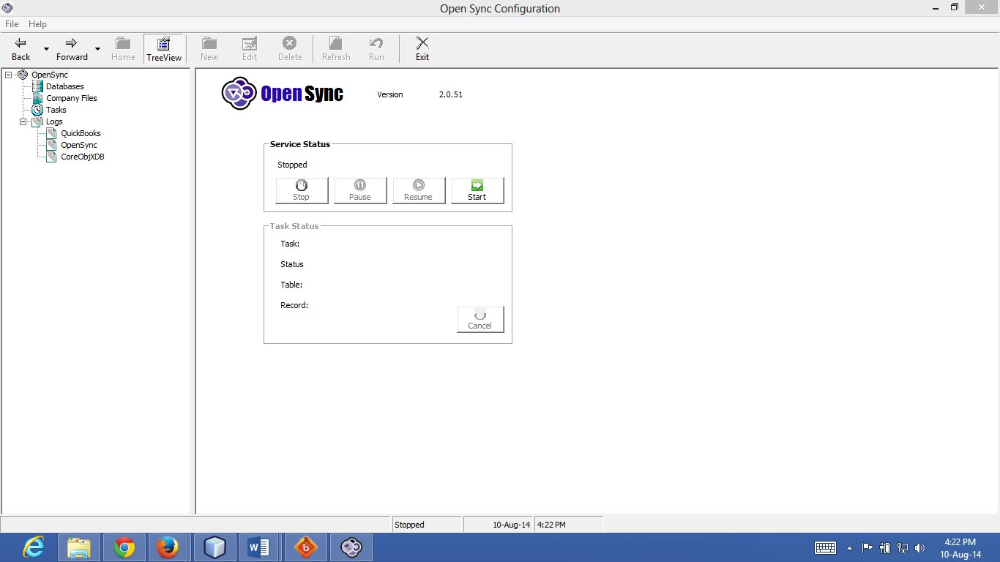 Open Sync Configuration
File Help
Back Forward Home TreeView New Edit Delete Refresh Run Exit
OpenSync
Databases
Company Files
Tasks
Logs
QuickBooks
OpenSync
CoreObjXDB
Open Sync Version 2.0.51
Service Status
Stopped
Stop Pause Resume Start
Task Status
Task:
Status
Table:
Record:
Cancel
Stopped 10-Aug-14 4:22 PM
4:22 PM
10-Aug-14